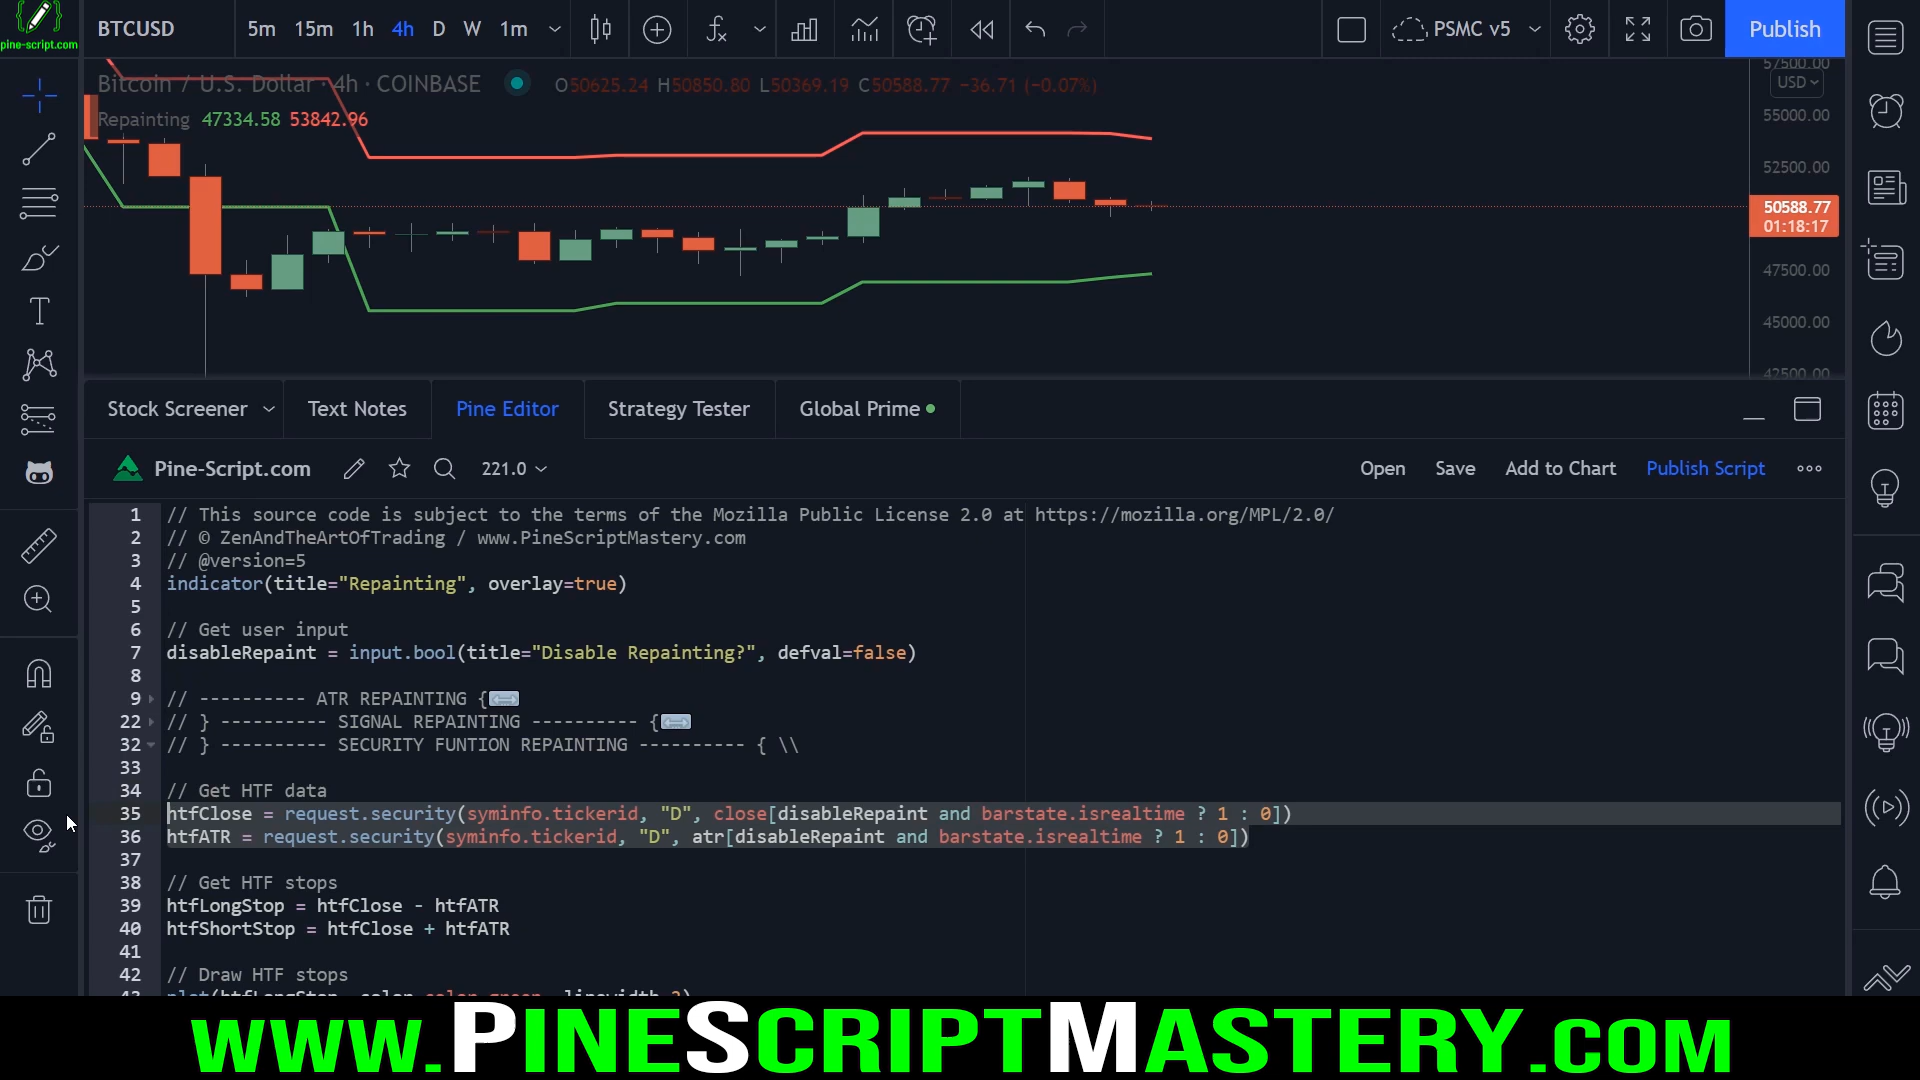 pine-script.com
BTCUSD
5m 15m 1h 4h D W 1m
PSMC v5
Publish
Bitcoin / U.S. Dollar · 4h · COINBASE O50625.24 H50850.80 L50369.19 C50588.77 −36.71 (−0.07%)
Repainting 47334.58 53842.96
57500.00
USD
55000.00
52500.00
50588.77
01:18:17
47500.00
45000.00
42500.00
Stock Screener Text Notes Pine Editor Strategy Tester Global Prime
Pine-Script.com 221.0 Open Save Add to Chart Publish Script
1 // This source code is subject to the terms of the Mozilla Public License 2.0 at https://mozilla.org/MPL/2.0/
2 // © ZenAndTheArtOfTrading / www.PineScriptMastery.com
3 // @version=5
4 indicator(title="Repainting", overlay=true)
5
6 // Get user input
7 disableRepaint = input.bool(title="Disable Repainting?", defval=false)
8
9 // ---------- ATR REPAINTING {
22 // } ---------- SIGNAL REPAINTING ---------- {
32 // } ---------- SECURITY FUNTION REPAINTING ---------- { \\
33
34 // Get HTF data
35 htfClose = request.security(syminfo.tickerid, "D", close[disableRepaint and barstate.isrealtime ? 1 : 0])
36 htfATR = request.security(syminfo.tickerid, "D", atr[disableRepaint and barstate.isrealtime ? 1 : 0])
37
38 // Get HTF stops
39 htfLongStop = htfClose - htfATR
40 htfShortStop = htfClose + htfATR
41
42 // Draw HTF stops
WWW.PINESCRIPTMASTERY.COM